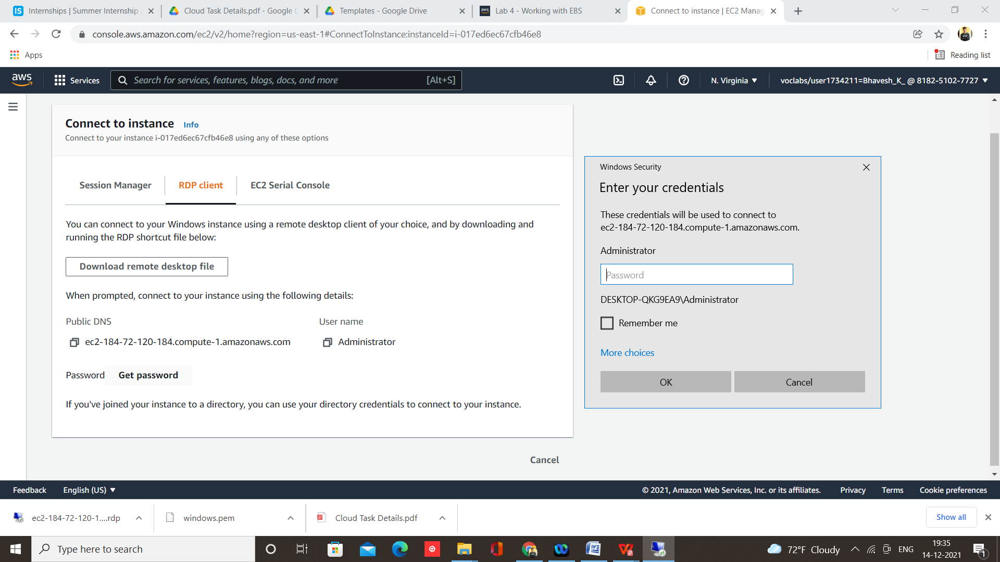 Internships | Summer Internship
Cloud Task Details.pdf - Google
Templates - Google Drive
aws
Lab 4 - Working with EBS
Connect to instance | EC2 Manag
console.aws.amazon.com/ec2/v2/home?region=us-east-1#ConnectToInstance:instanceId=i-017ed6ec67cfb46e8
Apps
Reading list
aws
Services
Search for services, features, blogs, docs, and more
[Alt+S]
N. Virginia
voclabs/user1734211=Bhavesh_K_ @ 8182-5102-7727
Connect to instance
Info
Connect to your instance i-017ed6ec67cfb46e8 using any of these options
Session Manager
RDP client
EC2 Serial Console
You can connect to your Windows instance using a remote desktop client of your choice, and by downloading and
running the RDP shortcut file below:
Download remote desktop file
When prompted, connect to your instance using the following details:
Public DNS
User name
ec2-184-72-120-184.compute-1.amazonaws.com
Administrator
Password
Get password
If you've joined your instance to a directory, you can use your directory credentials to connect to your instance.
Cancel
Windows Security
Enter your credentials
These credentials will be used to connect to
ec2-184-72-120-184.compute-1.amazonaws.com.
Administrator
Password
DESKTOP-QKG9EA9\Administrator
Remember me
More choices
OK
Cancel
Feedback
English (US)
© 2021, Amazon Web Services, Inc. or its affiliates.
Privacy
Terms
Cookie preferences
ec2-184-72-120-1....rdp
windows.pem
Cloud Task Details.pdf
Show all
Type here to search
72°F Cloudy
ENG
19:35
14-12-2021
1